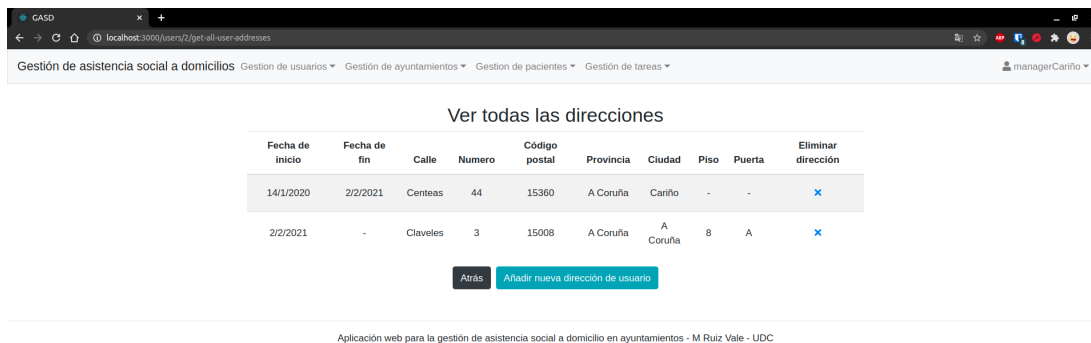 GASD
localhost:3000/users/2/get-all-user-addresses
ABP
Gestión de asistencia social a domicilios Gestion de usuarios Gestión de ayuntamientos Gestion de pacientes Gestión de tareas managerCariño
Ver todas las direcciones
Fecha de inicio Fecha de fin Calle Numero Código postal Provincia Ciudad Piso Puerta Eliminar dirección
14/1/2020 2/2/2021 Centeas 44 15360 A Coruña Cariño - -
2/2/2021 - Claveles 3 15008 A Coruña A Coruña 8 A
Atrás Añadir nueva dirección de usuario
Aplicación web para la gestión de asistencia social a domicilio en ayuntamientos - M Ruiz Vale - UDC